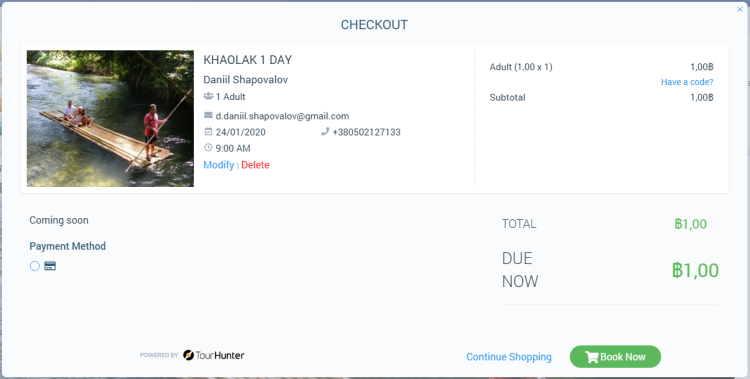 CHECKOUT
KHAOLAK 1 DAY
Daniil Shapovalov
1 Adult
d.daniil.shapovalov@gmail.com
24/01/2020 +380502127133
9:00 AM
Modify | Delete
Adult (1,00 x 1) 1,00฿
Have a code?
Subtotal 1,00฿
Coming soon
Payment Method
TOTAL ฿1,00
DUE NOW ฿1,00
POWERED BY TourHunter
Continue Shopping
Book Now